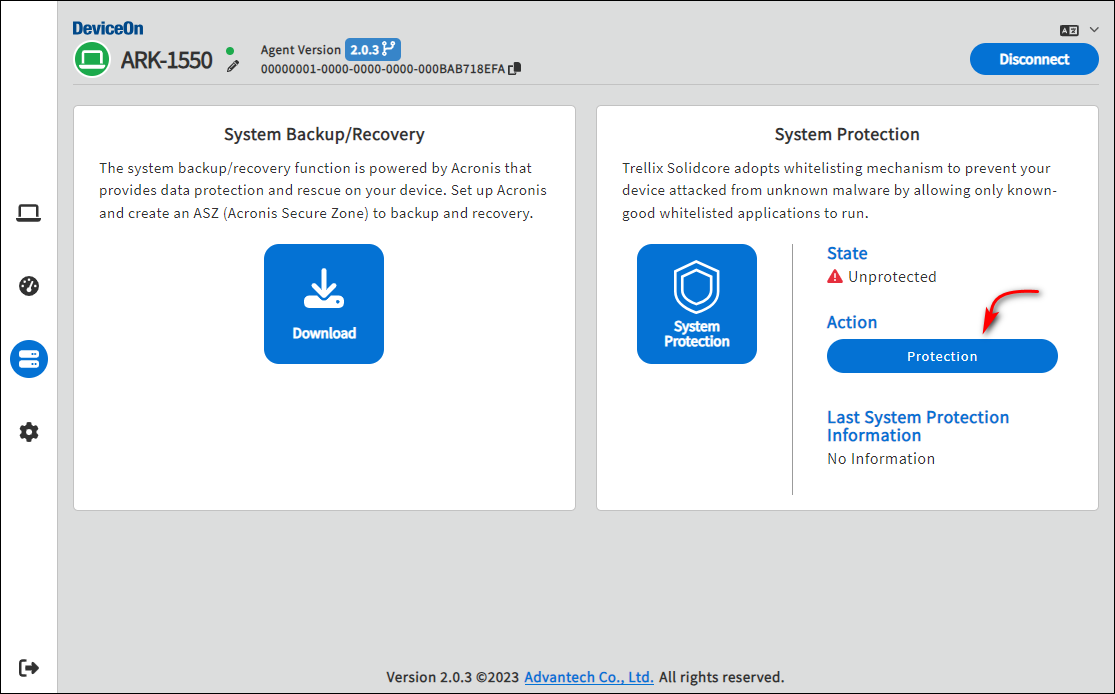 DeviceOn
ARK-1550
Agent Version 2.0.3
00000001-0000-0000-0000-000BAB718EFA
Disconnect
System Backup/Recovery
The system backup/recovery function is powered by Acronis that
provides data protection and rescue on your device. Set up Acronis
and create an ASZ (Acronis Secure Zone) to backup and recovery.
Download
System Protection
Trellix Solidcore adopts whitelisting mechanism to prevent your
device attacked from unknown malware by allowing only known-
good whitelisted applications to run.
System
Protection
State
Unprotected
Action
Protection
Last System Protection
Information
No Information
Version 2.0.3 ©2023 Advantech Co., Ltd. All rights reserved.